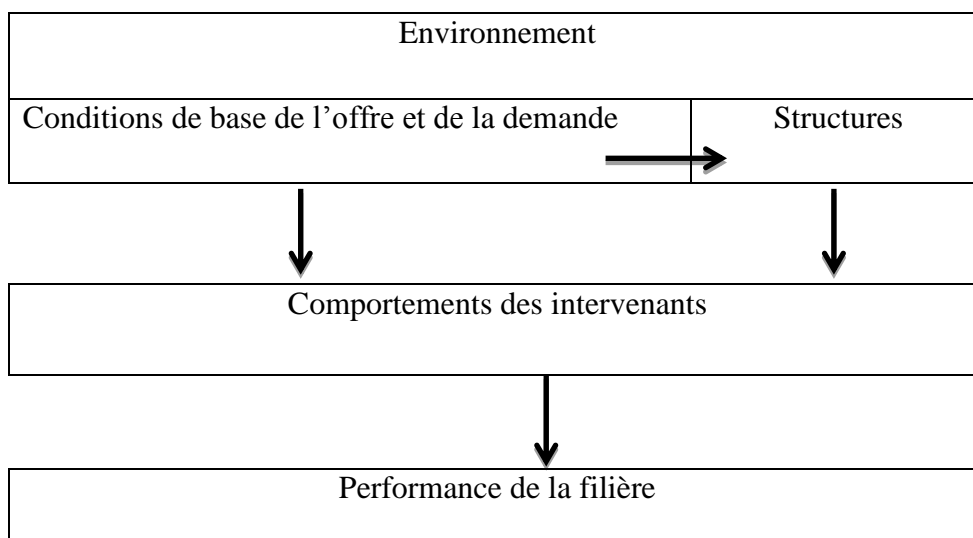 Environnement
Conditions de base de l’offre et de la demande
Structures
Comportements des intervenants
Performance de la filière